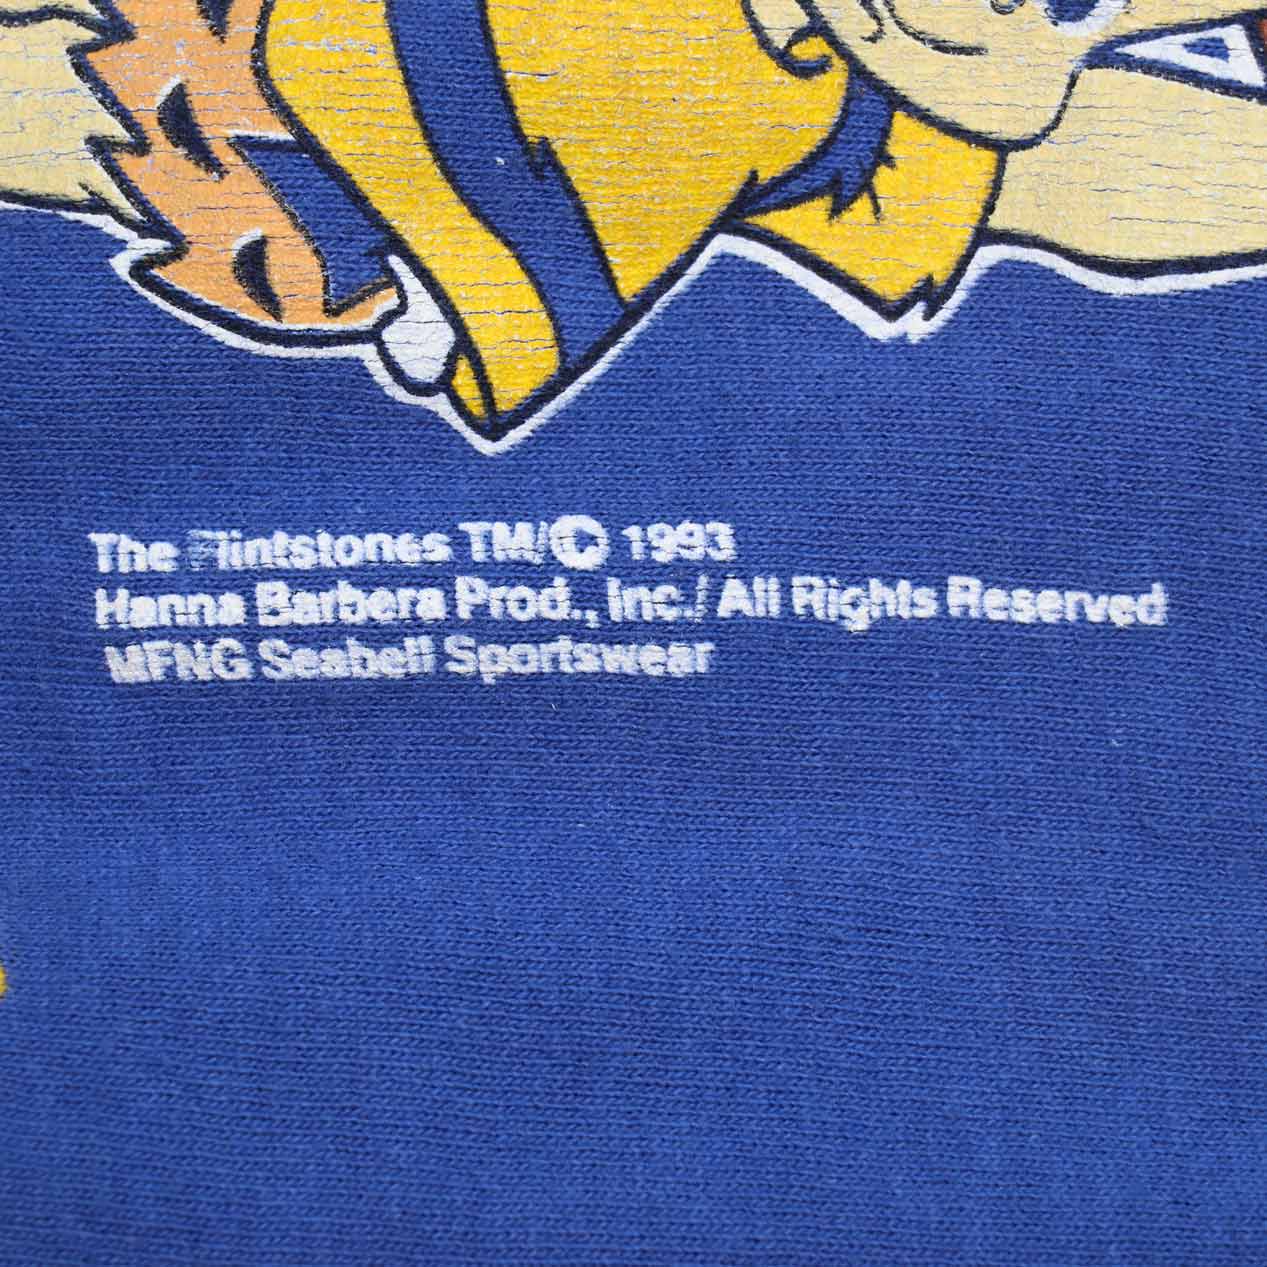 The Flintstones TM/© 1993
Hanna Barbera Prod., Inc./ All Rights Reserved
MFNG Seabell Sportswear